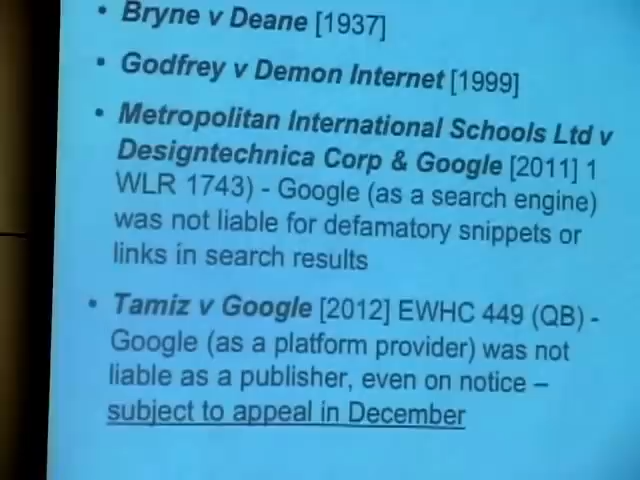 • Bryne v Deane [1937]
• Godfrey v Demon Internet [1999]
• Metropolitan International Schools Ltd v
Designtechnica Corp & Google [2011] 1
WLR 1743) - Google (as a search engine)
was not liable for defamatory snippets or
links in search results
• Tamiz v Google [2012] EWHC 449 (QB) -
Google (as a platform provider) was not
liable as a publisher, even on notice –
subject to appeal in December